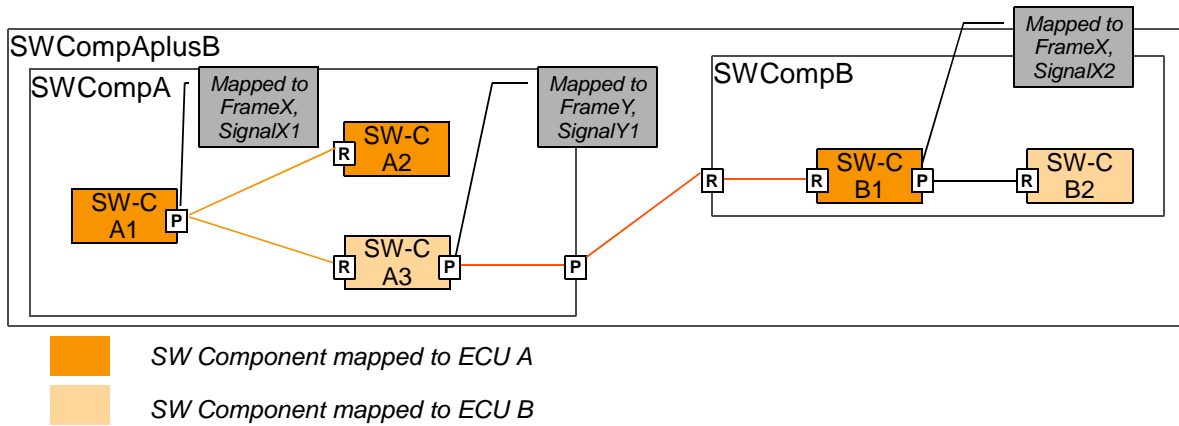 SWCompAplusB
SWCompA
Mapped to
FrameX,
SignalX1
SW-C
A1
P
R
SW-C
A2
R
SW-C
A3
P
Mapped to
FrameY,
SignalY1
P
SWCompB
R
R
SW-C
B1
P
Mapped to
FrameX,
SignalX2
R
SW-C
B2
SW Component mapped to ECU A
SW Component mapped to ECU B